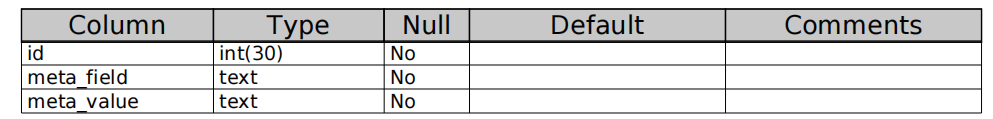 Column Type Null Default Comments
id int(30) No
meta_field text No
meta_value text No